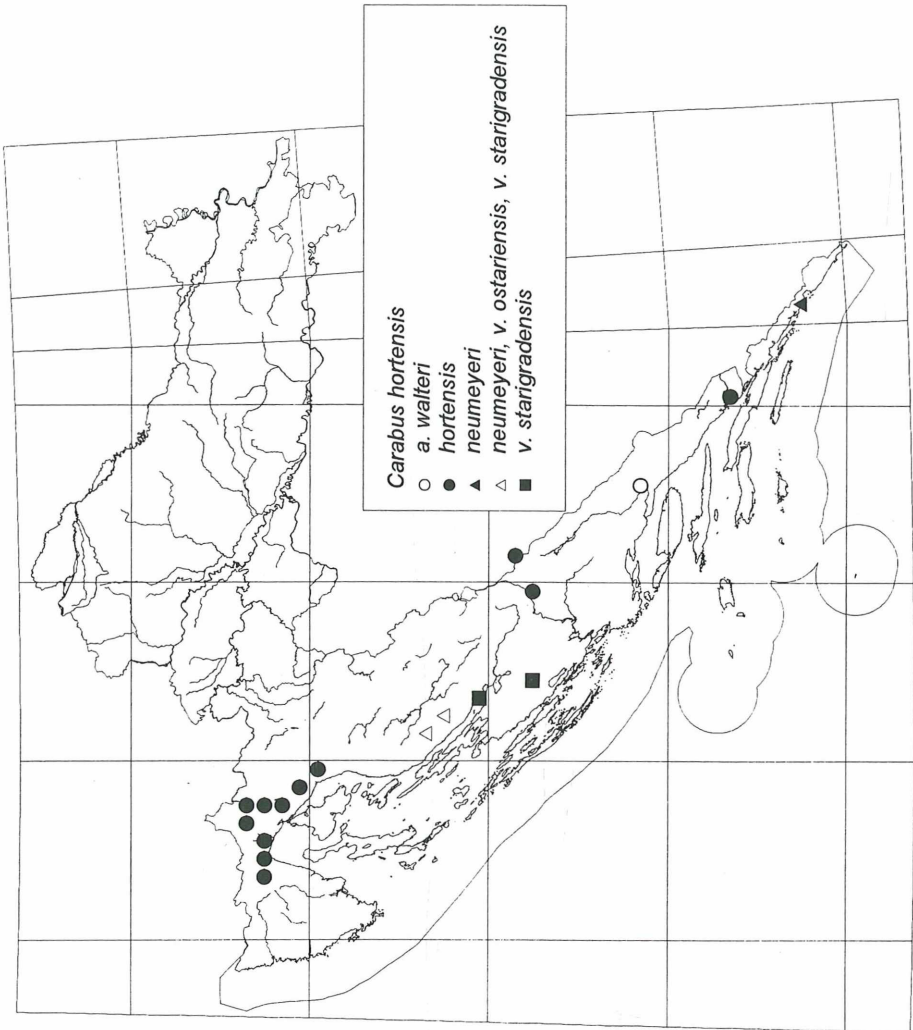 Carabus hortensis
a. walteri
hortensis
neumeyeri
neumeyeri, v. ostariensis, v. starigradensis
v. starigradensis